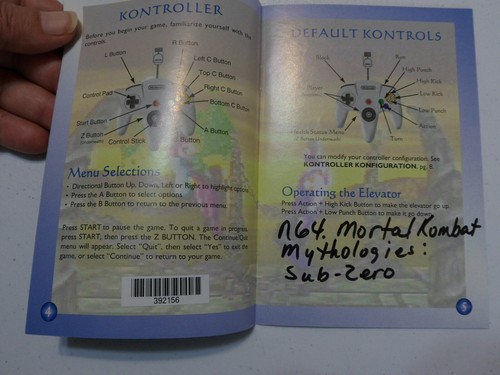 KONTROLLER
Before you begin your game, familiarize yourself with the
controls.
L Button
R Button
Left C Button
Top C Button
Right C Button
Bottom C Button
Control Pad
Start Button
Z Button
Control Stick
B Button
A Button
Menu Selections
• Directional Button Up, Down, Left or Right to highlight options
• Press the A Button to select options
• Press the B Button to return to the previous menu
Press START to pause the game. To quit a game in progress,
press START, then press the Z BUTTON. The Continue/Quit
menu will appear. Select "Quit", then select "Yes" to exit the
game, or select "Continue" to return to your game.
392156
4
DEFAULT KONTROLS
Block
Run
High Punch
High Kick
Low Kick
Low Punch
Action
Turn
Status Menu
You can modify your controller configuration. See
KONTROLLER KONFIGURATION, pg. 8.
Operating the Elevator
Press Action + High Kick Button to make the elevator go up.
Press Action + Low Punch Button to make it go down.
N64. Mortal Kombat
Mythologies:
Sub-Zero
5